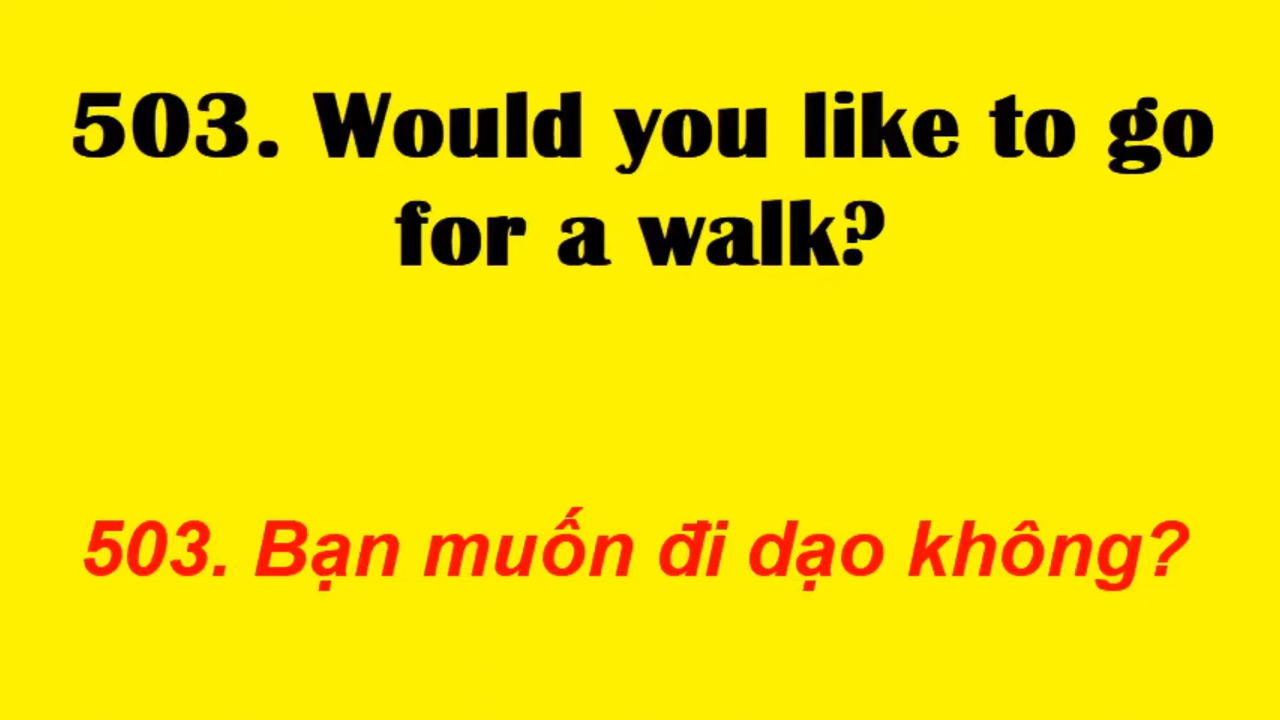 503. Would you like to go
for a walk?
503. Bạn muốn đi dạo không?